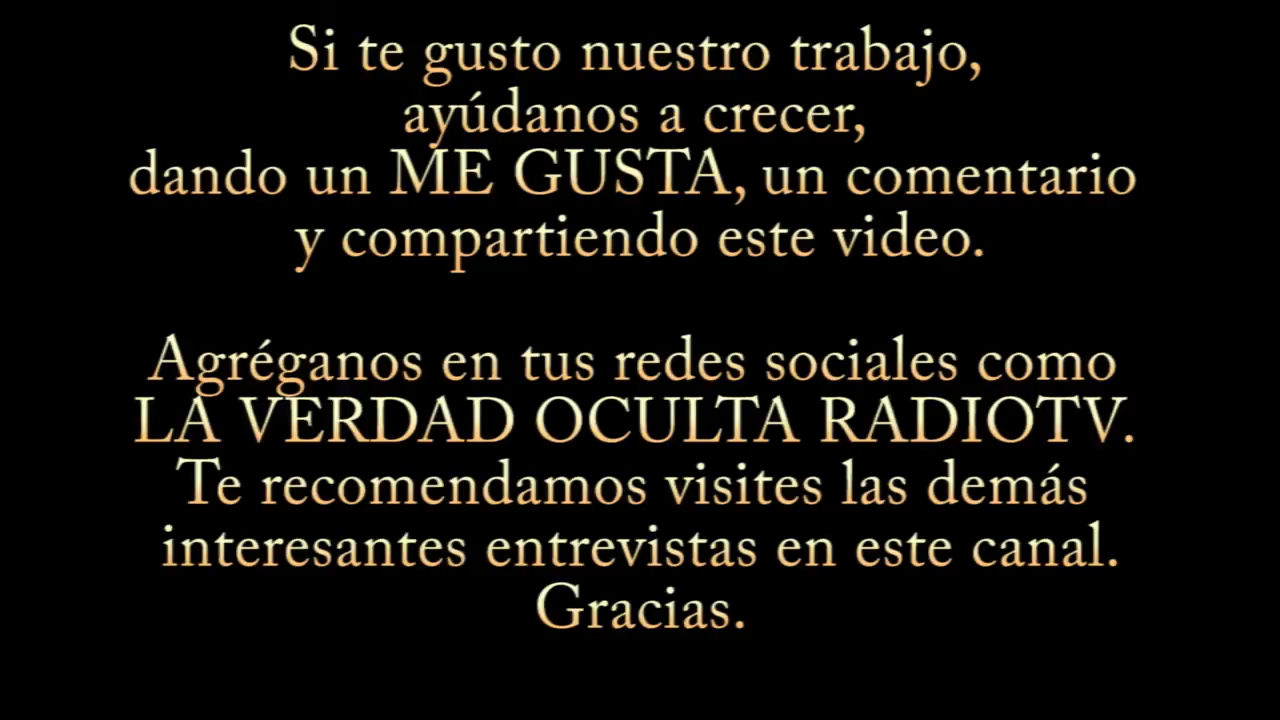 Si te gusto nuestro trabajo,
ayúdanos a crecer,
dando un ME GUSTA, un comentario
y compartiendo este video.
Agréganos en tus redes sociales como
LA VERDAD OCULTA RADIOTV.
Te recomendamos visites las demás
interesantes entrevistas en este canal.
Gracias.